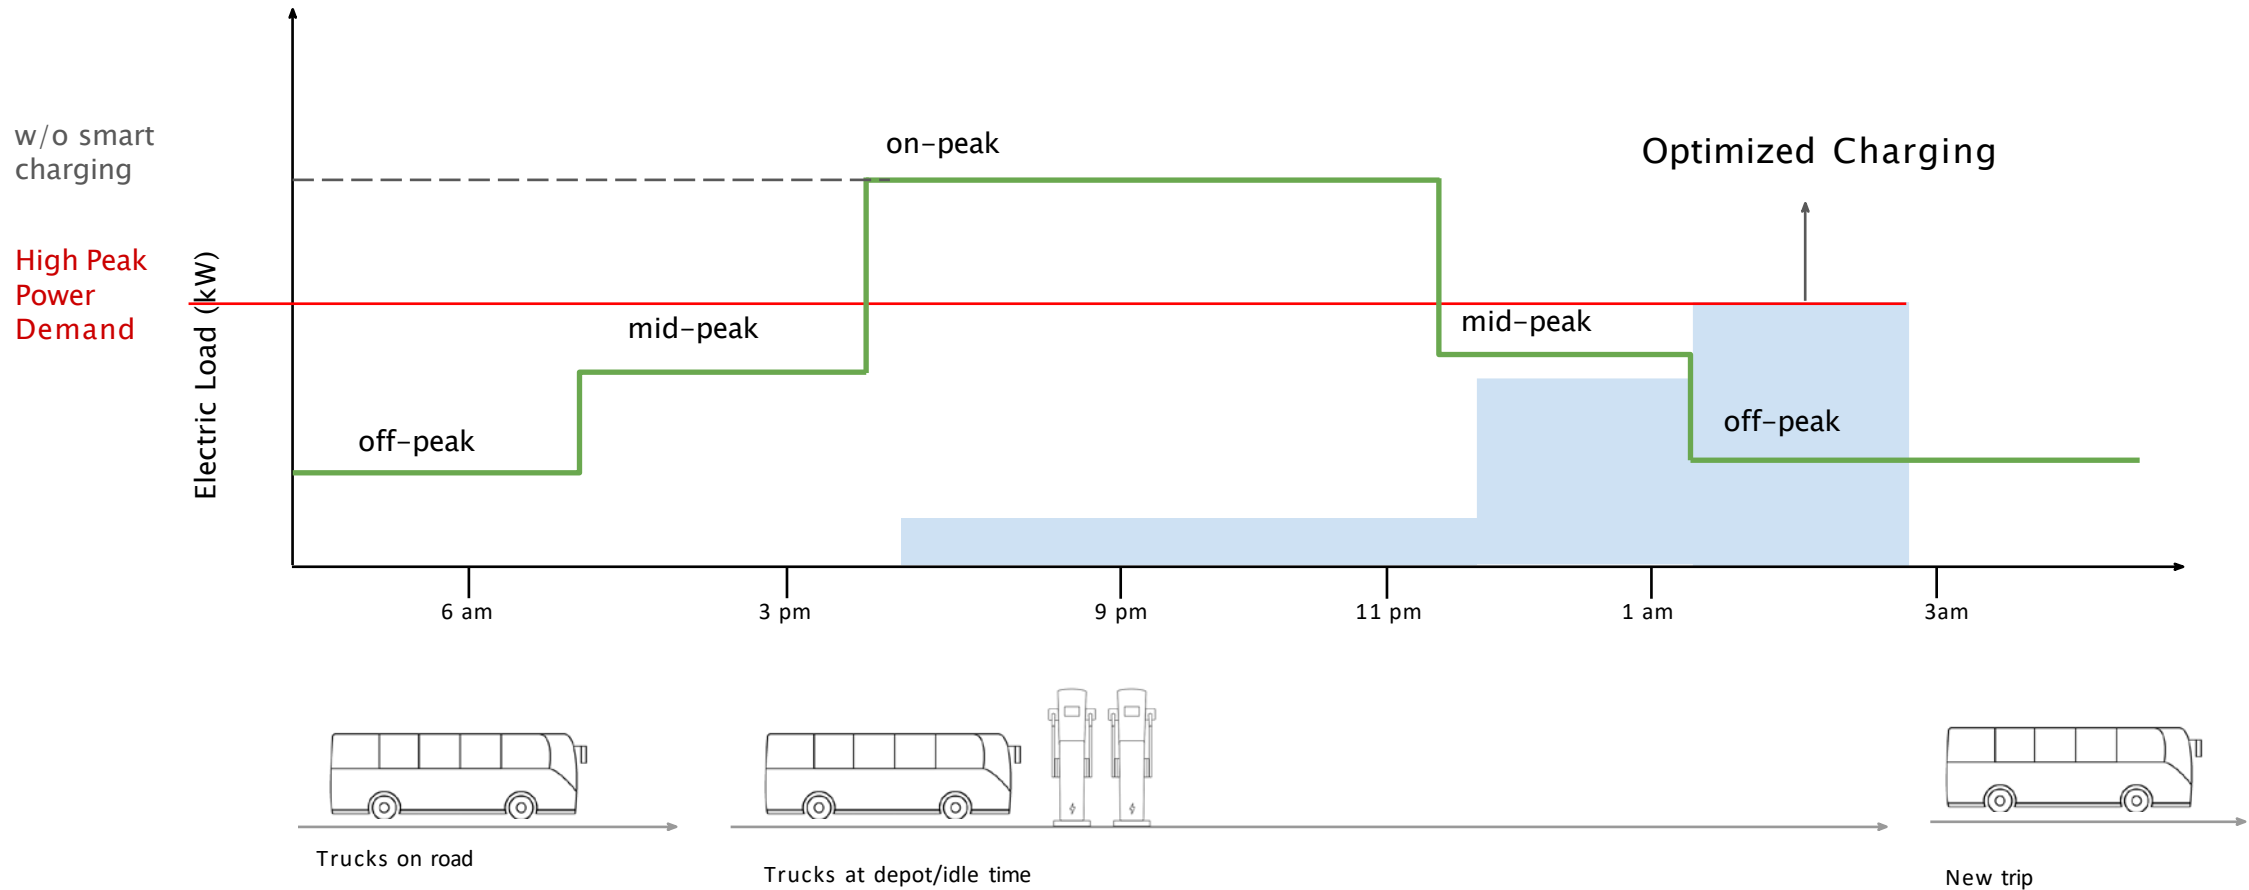 w/o smart
charging
on-peak
Optimized Charging
High Peak
Power
Demand
Electric Load (kW)
mid-peak
mid-peak
off-peak
off-peak
6 am
3 pm
9 pm
11 pm
1 am
3am
Trucks on road
Trucks at depot/idle time
New trip